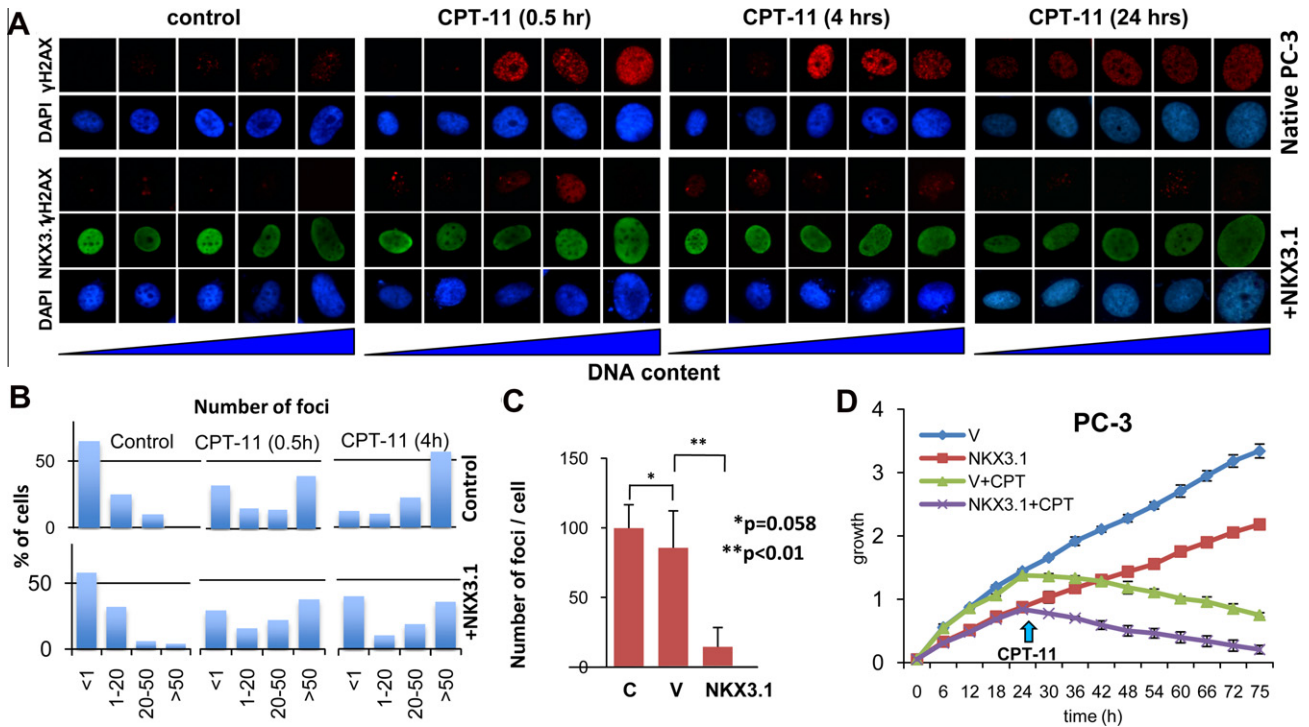 A
control CPT-11 (0.5 hr) CPT-11 (4 hrs) CPT-11 (24 hrs)
γH2AX
DAPI
Native PC-3
γH2AX
NKX3.1
DAPI
+NKX3.1
DNA content
B
Number of foci
Control CPT-11 (0.5h) CPT-11 (4h)
50
0
Control
% of cells
50
0
+NKX3.1
<1 1-20 20-50 >50 <1 1-20 20-50 >50 <1 1-20 20-50 >50
C
Number of foci / cell
150
100
50
0
*
**
*p=0.058
**p<0.01
C V NKX3.1
D
PC-3
growth
4
3
2
1
0
V
NKX3.1
V+CPT
NKX3.1+CPT
CPT-11
0 6 12 18 24 30 36 42 48 54 60 66 72 75
time (h)